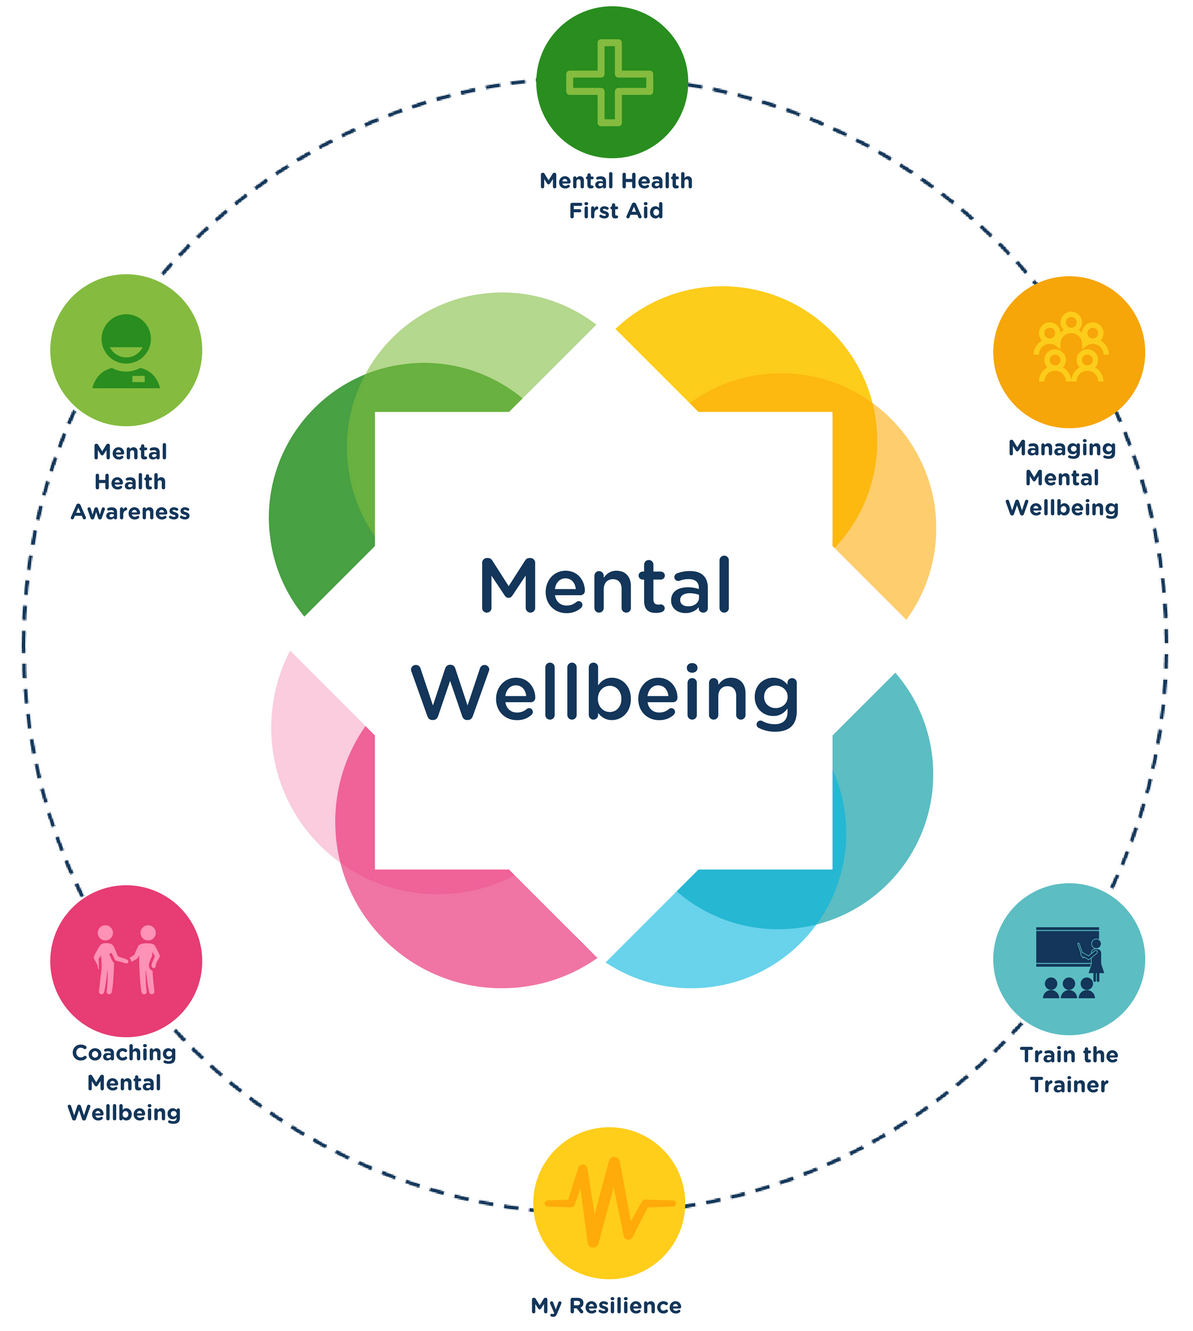 Mental Health
First Aid
Mental
Health
Awareness
Managing
Mental
Wellbeing
Mental
Wellbeing
Coaching
Mental
Wellbeing
Train the
Trainer
My Resilience